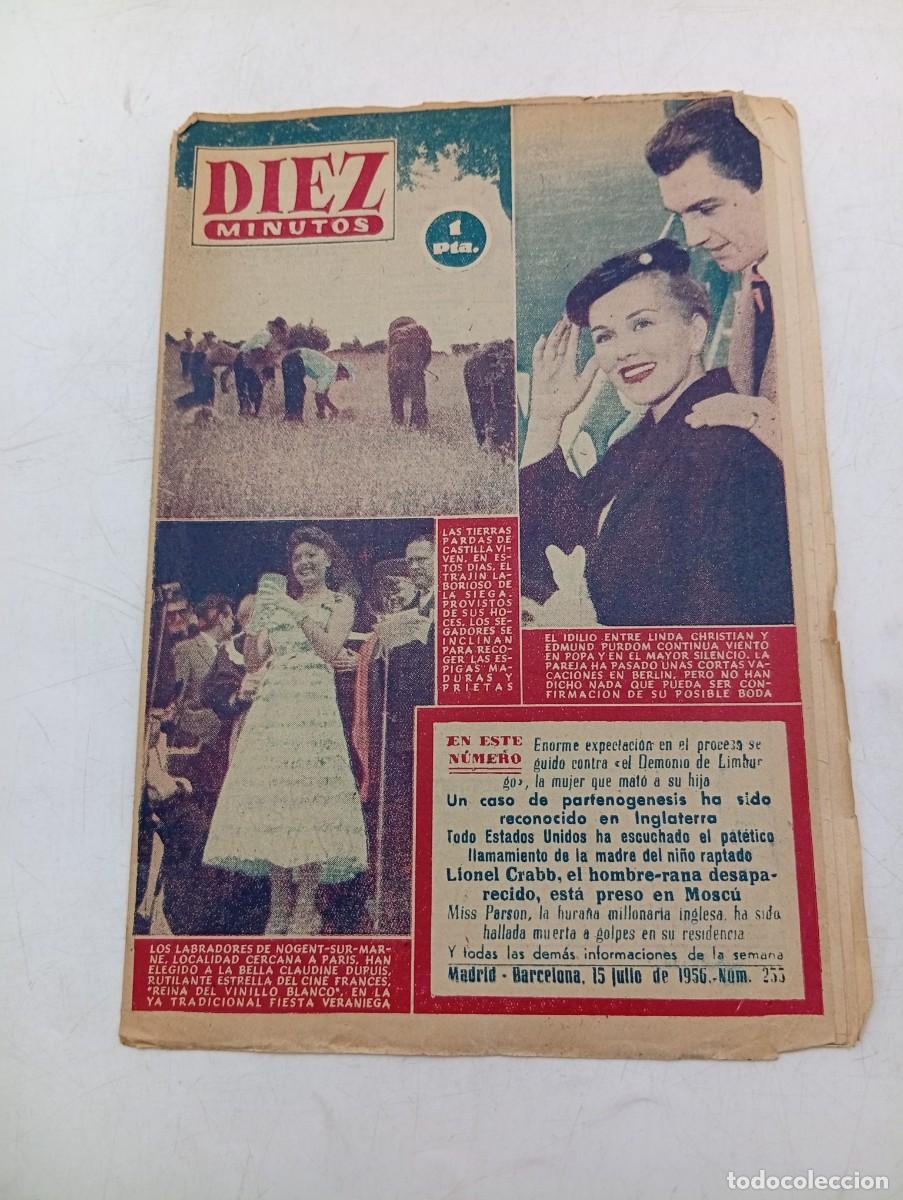 DIEZ
MINUTOS
1
Pta.
LAS TIERRAS
PARDAS DE
CASTILLA VI-
VEN, EN ES-
TOS DIAS, EL
TRAJIN LA-
BORIOSO DE
LA SIEGA.
PROVISTOS
DE SUS HO-
CES, LOS SE-
GADORES SE
INCLINAN
PARA RECO-
GER LAS ES-
PIGAS MA-
DURAS Y
PRIETAS
EL IDILIO ENTRE LINDA CHRISTIAN Y
EDMUND PURDOM CONTINUA VIENTO
EN POPA Y EN EL MAYOR SILENCIO. LA
PAREJA HA PASADO UNAS CORTAS VA-
CACIONES EN BERLIN, PERO NO HAN
DICHO NADA QUE PUEDA SER CON-
FIRMACION DE SU POSIBLE BODA
LOS LABRADORES DE NOGENT-SUR-MAR-
NE, LOCALIDAD CERCANA A PARIS, HAN
ELEGIDO A LA BELLA CLAUDINE DUPUIS,
RUTILANTE ESTRELLA DEL CINE FRANCES,
"REINA DEL VINILLO BLANCO", EN LA
YA TRADICIONAL FIESTA VERANIEGA
EN ESTE
NÚMERO
Enorme expectación en el proceso se
guido contra «el Demonio de Limbur
go», la mujer que mató a su hija
Un caso de partenogenesis ha sido
reconocido en Inglaterra
Todo Estados Unidos ha escuchado el patético
llamamiento de la madre del niño raptado
Lionel Crabb, el hombre-rana desapa-
recido, está preso en Moscú
Miss Parson, la huraña millonaria inglesa, ha sido
hallada muerta a golpes en su residencia
Y todas las demás informaciones de la semana
Madrid - Barcelona, 15 julio de 1956.-Núm. 255
todocoleccion